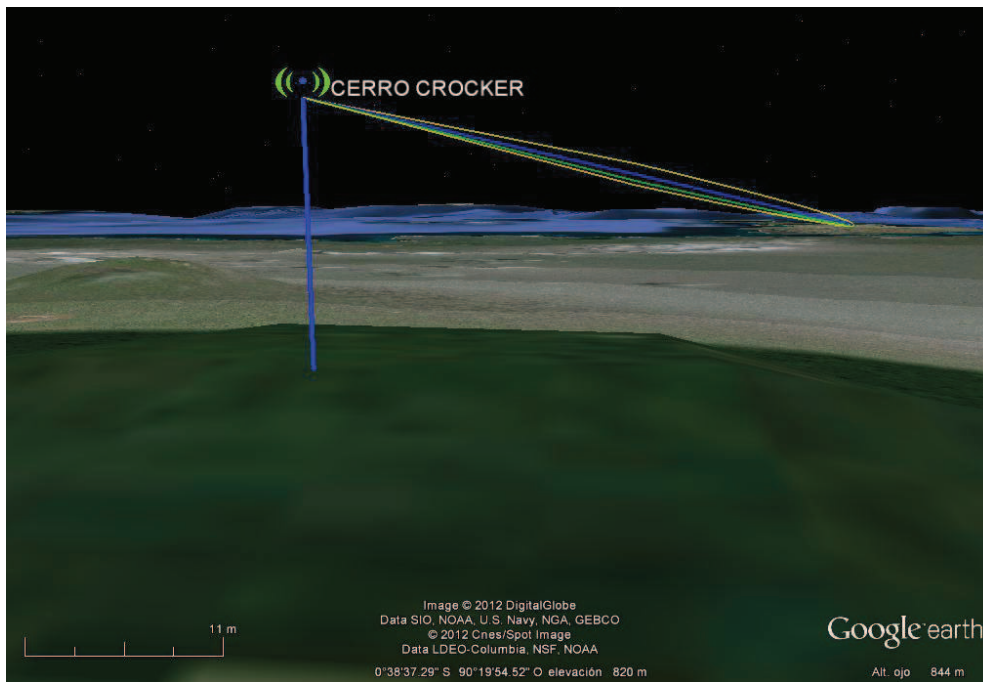 CERRO CROCKER
11 m
Image © 2012 DigitalGlobe
Data SIO, NOAA, U.S. Navy, NGA, GEBCO
© 2012 Cnes/Spot Image
Data LDEO-Columbia, NSF, NOAA
Google earth
0°38'37.29" S 90°19'54.52" O elevación 820 m
Alt. ojo 844 m